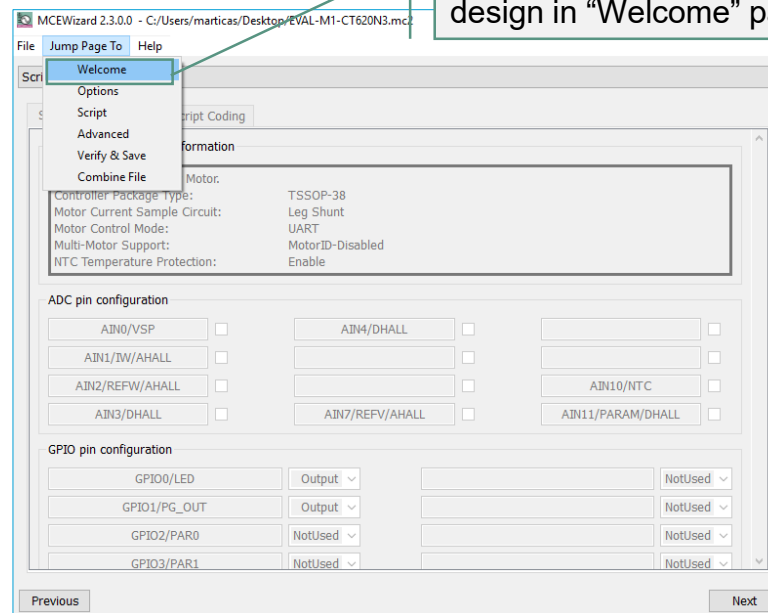 design in “Welcome” pa
MCEWizard 2.3.0.0 - C:/Users/marticas/Desktop/EVAL-M1-CT620N3.mc2
File Jump Page To Help
Welcome
Options
Script
Advanced
Verify & Save
Combine File
Scri
S
cript Coding
formation
Motor.
Controller Package Type: TSSOP-38
Motor Current Sample Circuit: Leg Shunt
Motor Control Mode: UART
Multi-Motor Support: MotorID-Disabled
NTC Temperature Protection: Enable
ADC pin configuration
AIN0/VSP AIN4/DHALL
AIN1/IW/AHALL
AIN2/REFW/AHALL AIN10/NTC
AIN3/DHALL AIN7/REFV/AHALL AIN11/PARAM/DHALL
GPIO pin configuration
GPIO0/LED Output NotUsed
GPIO1/PG_OUT Output NotUsed
GPIO2/PAR0 NotUsed NotUsed
GPIO3/PAR1 NotUsed NotUsed
Previous Next